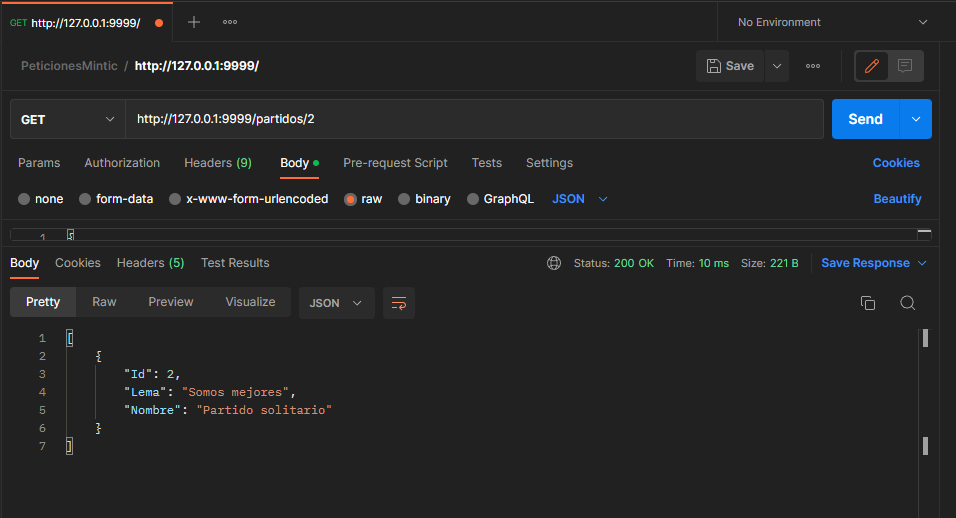 GET http://127.0.0.1:9999/ No Environment
PeticionesMintic / http://127.0.0.1:9999/ Save
GET http://127.0.0.1:9999/partidos/2 Send
Params Authorization Headers (9) Body Pre-request Script Tests Settings Cookies
none form-data x-www-form-urlencoded raw binary GraphQL JSON Beautify
1 {
Body Cookies Headers (5) Test Results Status: 200 OK Time: 10 ms Size: 221 B Save Response
Pretty Raw Preview Visualize JSON
1 [
2 {
3 "Id": 2,
4 "Lema": "Somos mejores",
5 "Nombre": "Partido solitario"
6 }
7 ]